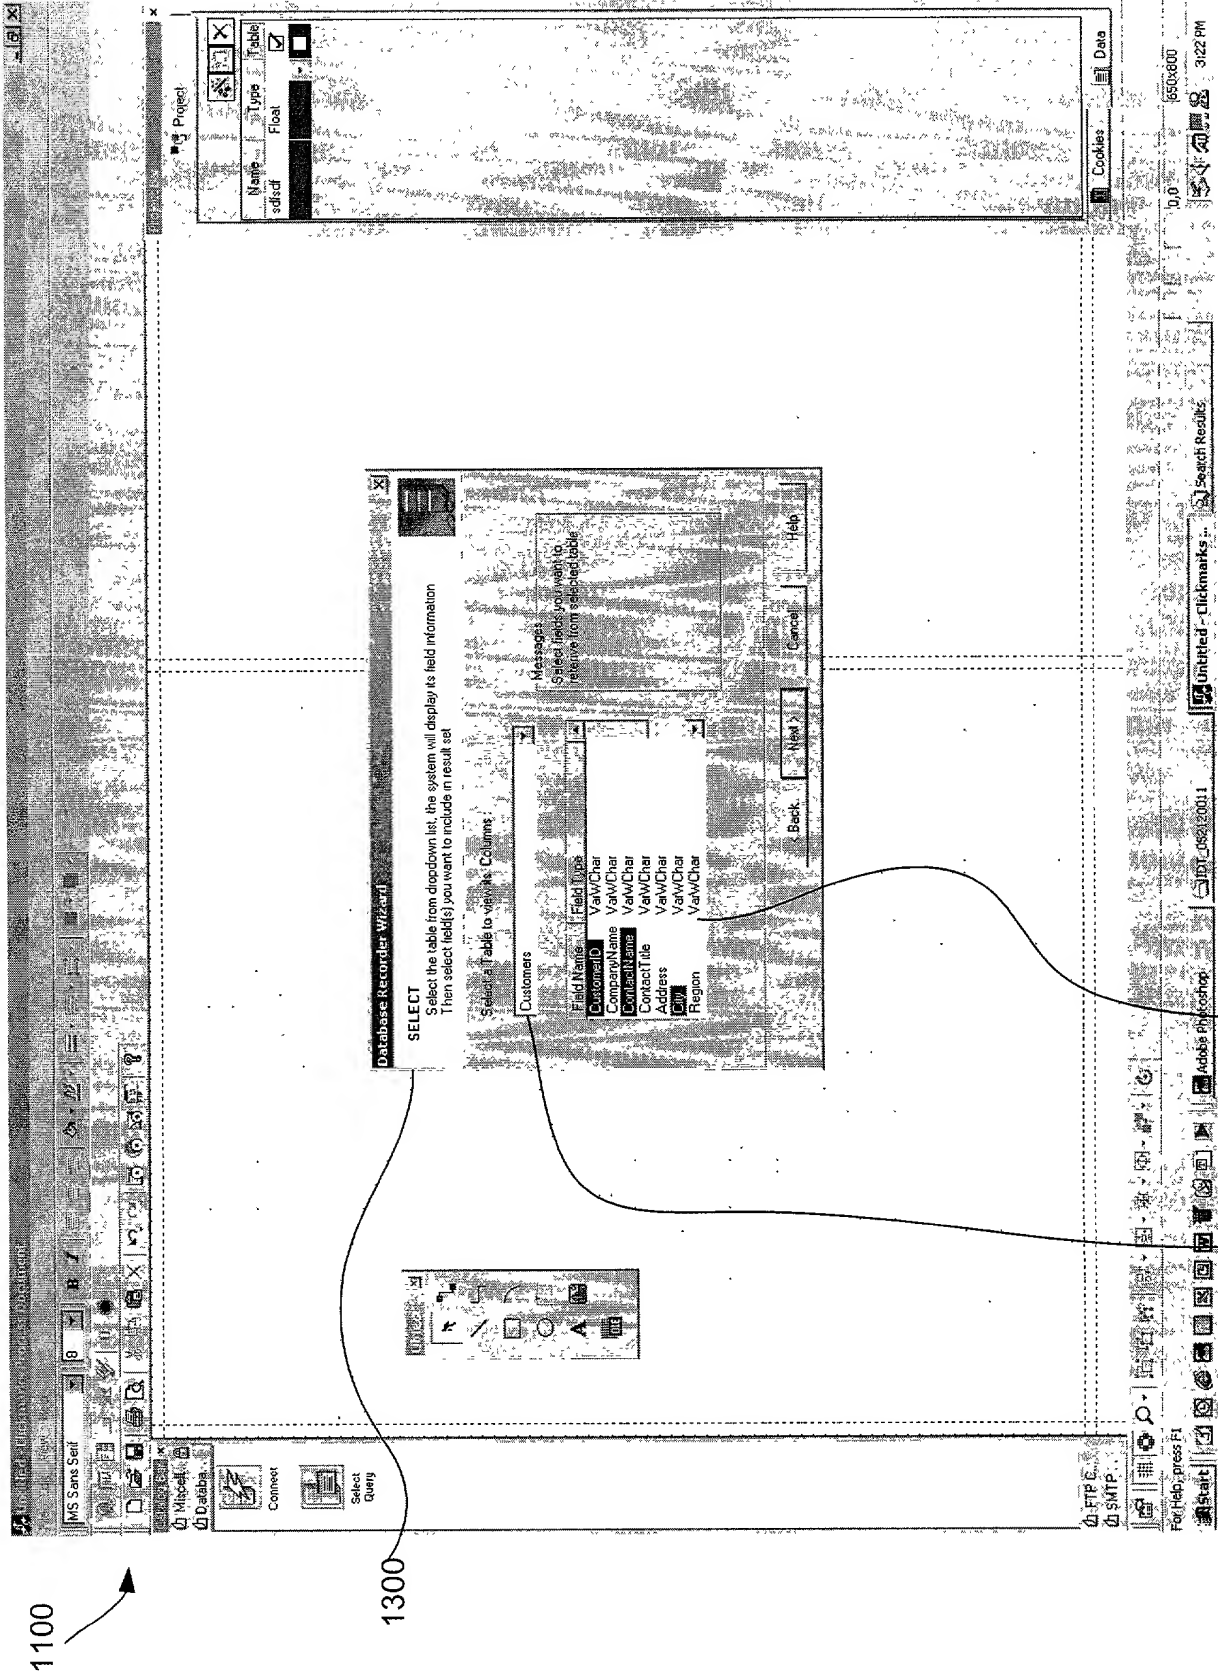 1100
1300
MS Sans Serif
8
B I
Databa...
Connect
Select
Query
FTP C...
SMTP...
Database Recorder Wizard
SELECT
Select the table from dropdown list, the system will display its field information
Then select field(s) you want to include in result set
Select a Table to view its Columns:
Customers
Field Name Field Type
CustomerID VarWChar
CompanyName VarWChar
ContactName VarWChar
ContactTitle VarWChar
Address VarWChar
City VarWChar
Region VarWChar
Messages
Select fields you want to
reterive from selected table
< Back
Next >
Cancel
Help
Project
Name Type Table
sdfsdf Float
Cookies
Data
For Help, press F1
0,0
650x800
Start
Adobe Photoshop
Untitled - Clickmarks ...
Search Results
3:22 PM